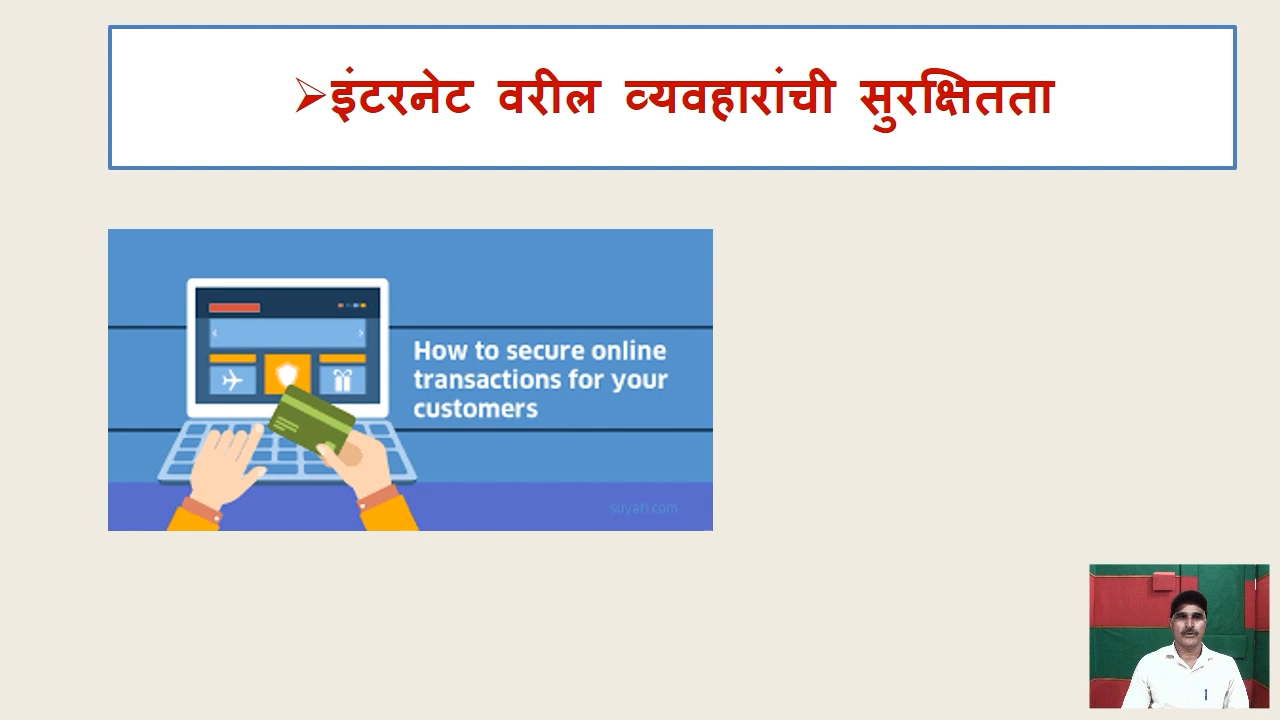 ➢इंटरनेट वरील व्यवहारांची सुरक्षितता
How to secure online
transactions for your
customers
suyati.com